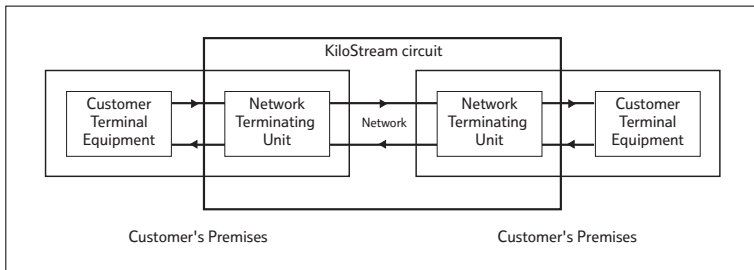 KiloStream circuit
Customer
Terminal
Equipment
Network
Terminating
Unit
Network
Network
Terminating
Unit
Customer
Terminal
Equipment
Customer's Premises
Customer's Premises